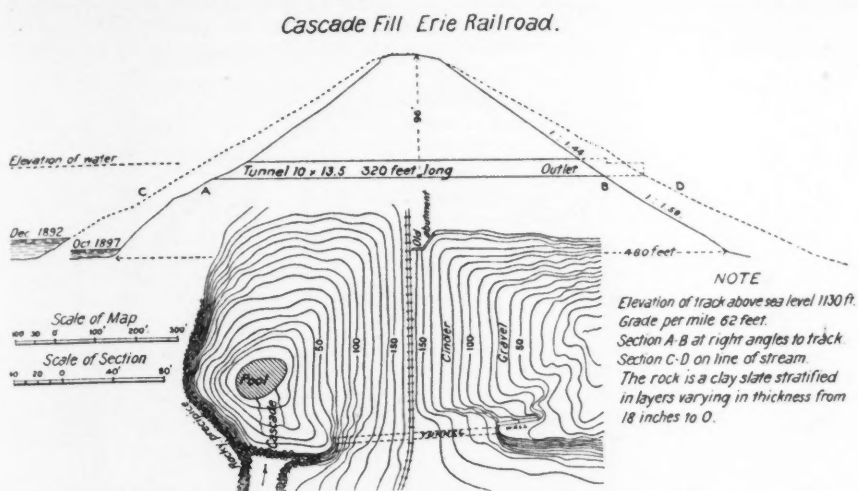 Cascade Fill Erie Railroad.
96'
1:1.44
Elevation of water
Tunnel 10 x 13.5 320 feet long
Outlet
C
A
B
D
1:1.58
Dec. 1892
Oct. 1897
Old abutment
480 feet
NOTE
Elevation of track above sea level 1130 ft.
Grade per mile 62 feet.
Section A-B at right angles to track.
Section C-D on line of stream.
The rock is a clay slate stratified
in layers varying in thickness from
18 inches to 0.
Scale of Map
100 50 0 100' 200' 300'
Scale of Section
40 20 0 40' 80'
50
100
150
150
Cinder
100
Gravel
50
Pool
Cascade
Rocky precipice
WALL